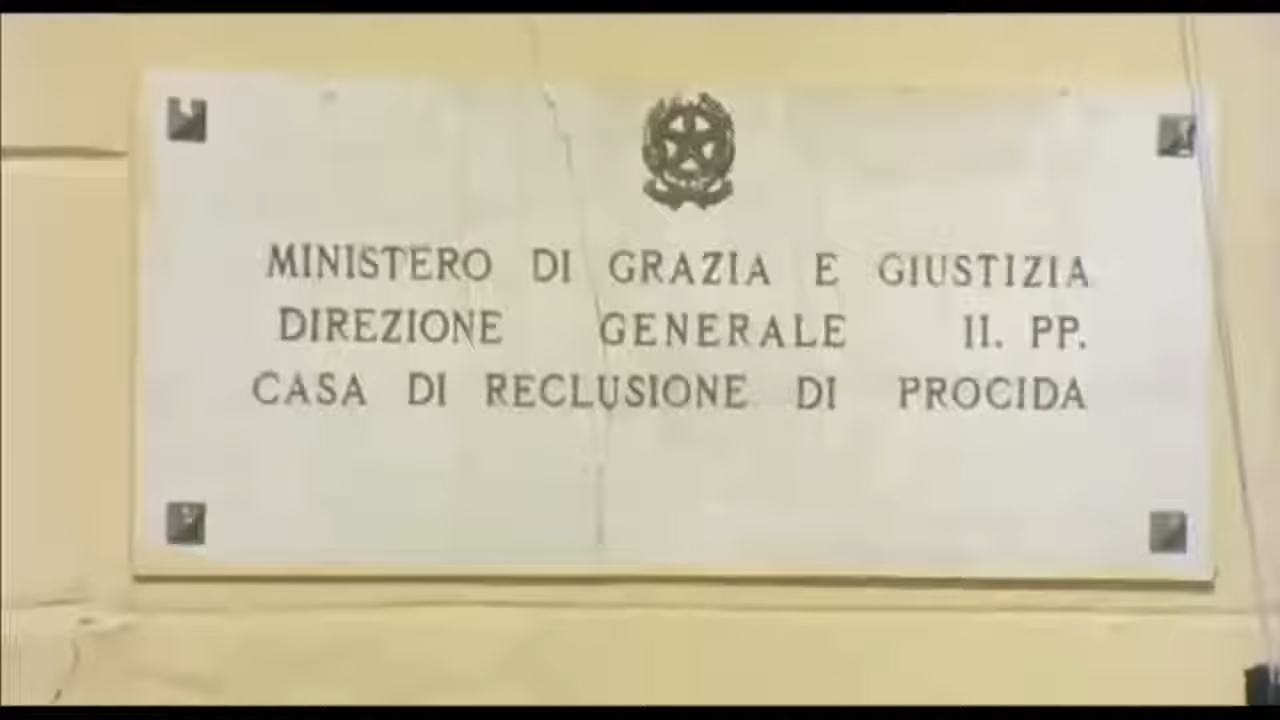 MINISTERO DI GRAZIA E GIUSTIZIA
DIREZIONE GENERALE II. PP.
CASA DI RECLUSIONE DI PROCIDA